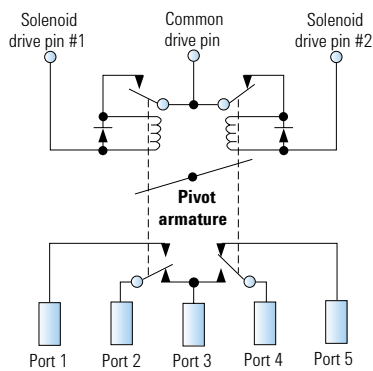 Solenoid
drive pin #1
Common
drive pin
Solenoid
drive pin #2
Pivot
armature
Port 1
Port 2
Port 3
Port 4
Port 5